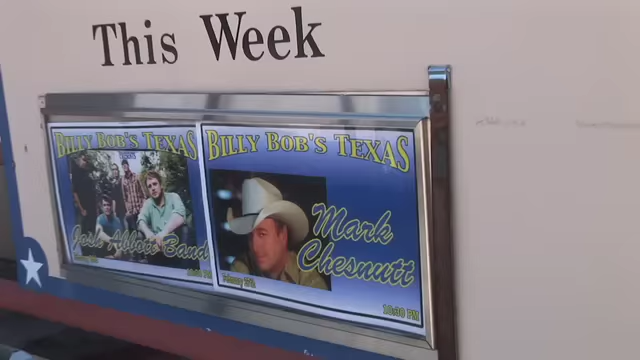 This Week
BILLY BOB'S TEXAS
Josh Abbott Band
BILLY BOB'S TEXAS
Mark
Chesnutt
10:30 PM